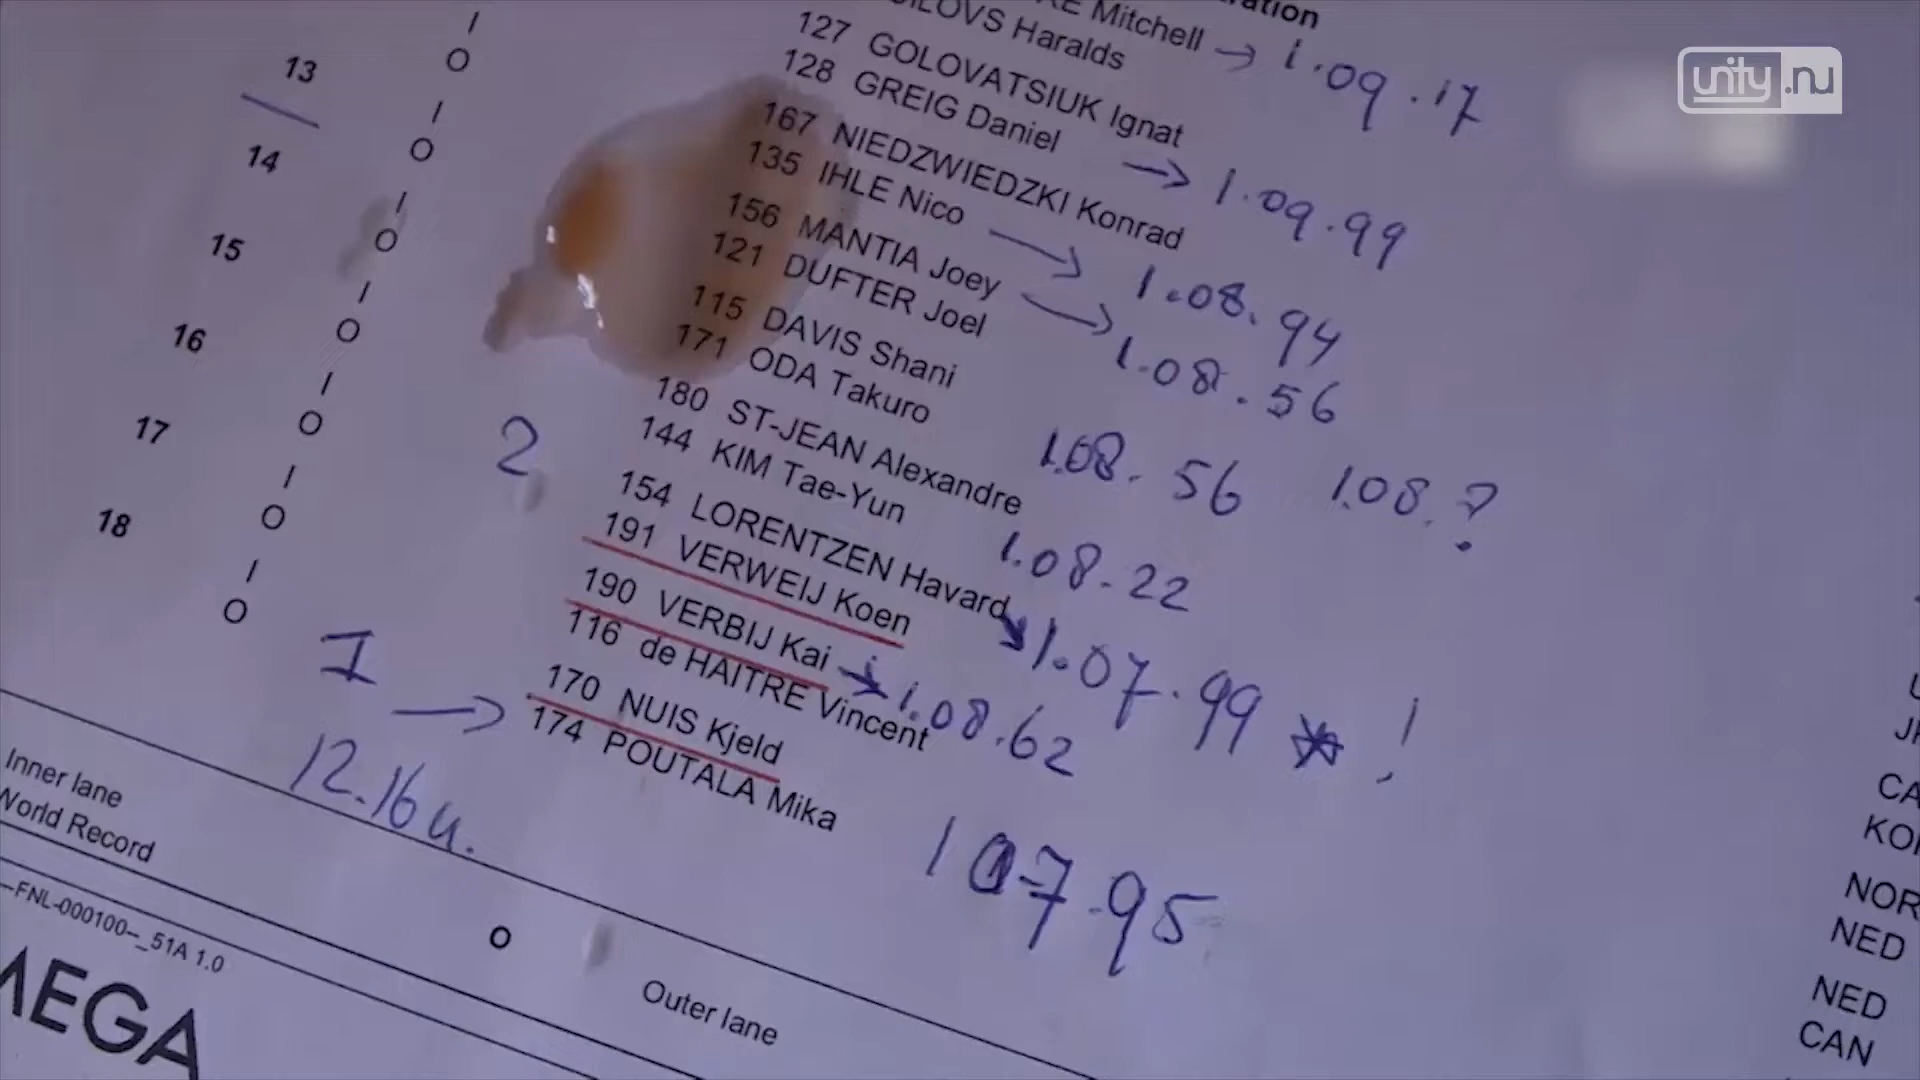 Mitchell → 1.09.17
Haralds
127 GOLOVATSIUK Ignat
13 I 128 GREIG Daniel → 1.09.99
O 167 NIEDZWIEDZKI Konrad
14 I 135 IHLE Nico → 1.08.94
O 156 MANTIA Joey → 1.08.56
15 I 121 DUFTER Joel
O 115 DAVIS Shani 1.08.56 1.08.?
16 I 171 ODA Takuro
O 180 ST-JEAN Alexandre
17 2 I 144 KIM Tae-Yun 1.08.22
O 154 LORENTZEN Havard 1.07.99 * !
18 I 191 VERWEIJ Koen
O 190 VERBIJ Kai → 1.08.62
116 de HAITRE Vincent
1 → 170 NUIS Kjeld
174 POUTALA Mika 107.95
12.16u.
Inner lane O Outer lane
World Record
--FNL-000100--_51A 1.0
MEGA
NOR
NED
NED
CAN
unity.nu